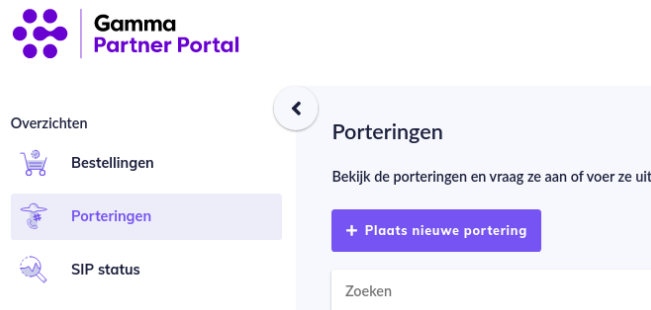 Gamma
Partner Portal
Overzichten
Bestellingen
Porteringen
SIP status
Porteringen
Bekijk de porteringen en vraag ze aan of voer ze uit
+ Plaats nieuwe portering
Zoeken